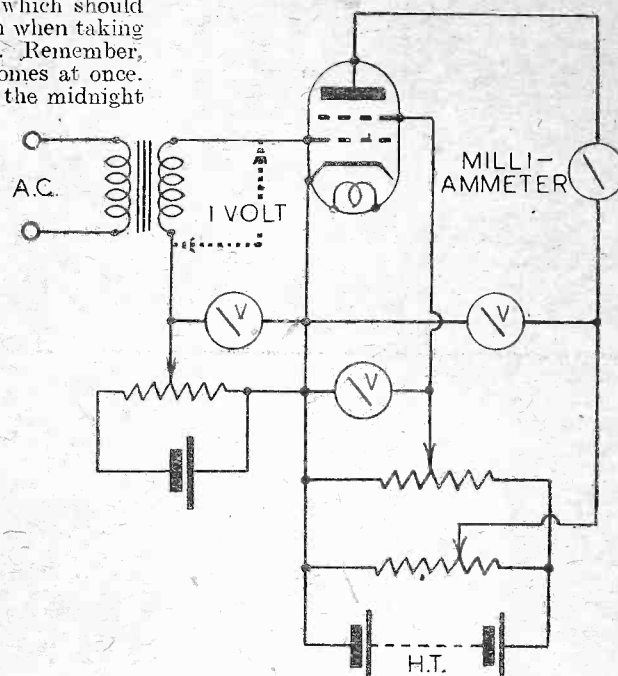 which should
when taking
. Remember,
omes at once.
the midnight
A.C.
1 VOLT
MILLI-
AMMETER
V
V
V
H.T.